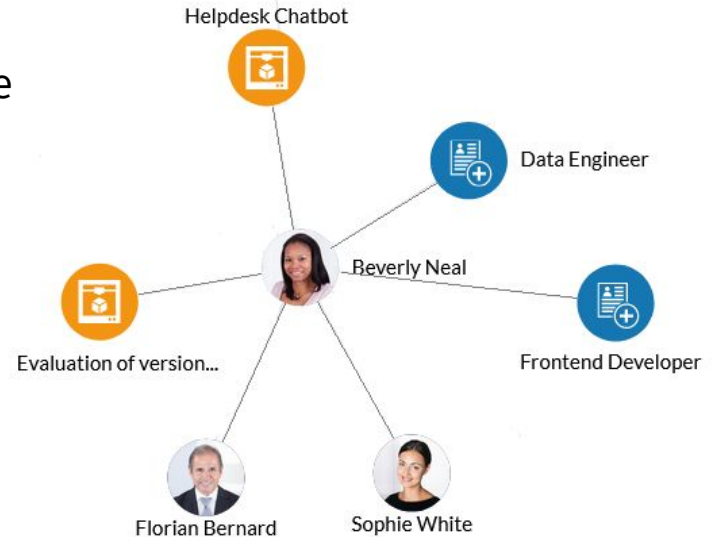 Helpdesk Chatbot
e
Data Engineer
Beverly Neal
Evaluation of version...
Frontend Developer
Florian Bernard
Sophie White